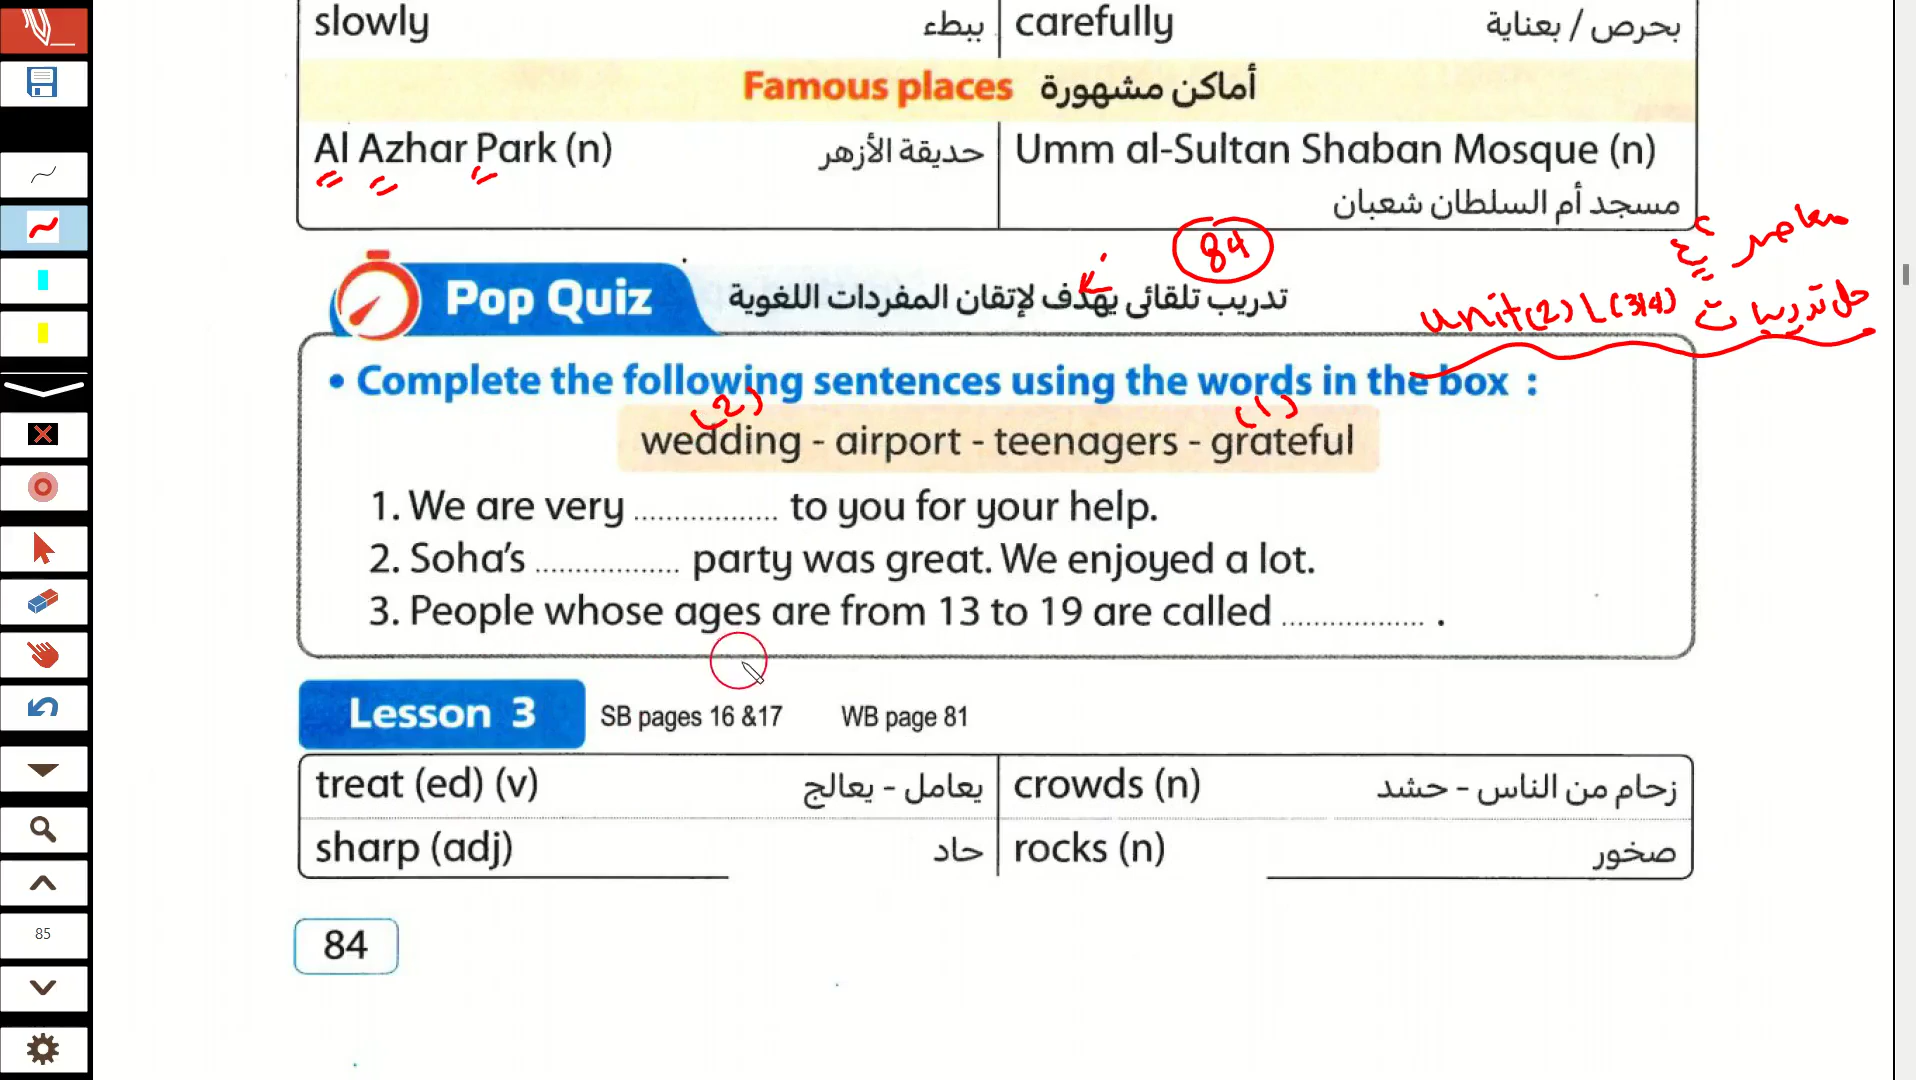 slowly ببطء carefully بحرص / بعناية
Famous places أماكن مشهورة
Al Azhar Park (n) حديقة الأزهر Umm al-Sultan Shaban Mosque (n)
مسجد أم السلطان شعبان
84
Pop Quiz تدريب تلقائى يهدف لإتقان المفردات اللغوية
معاصر
unit(2) L(3,4) حل تدريبات
• Complete the following sentences using the words in the box :
(2) (1)
wedding - airport - teenagers - grateful
1. We are very .................. to you for your help.
2. Soha's .................. party was great. We enjoyed a lot.
3. People whose ages are from 13 to 19 are called .................. .
Lesson 3 SB pages 16 &17 WB page 81
treat (ed) (v) يعامل - يعالج crowds (n) زحام من الناس - حشد
sharp (adj) حاد rocks (n) صخور
85
84